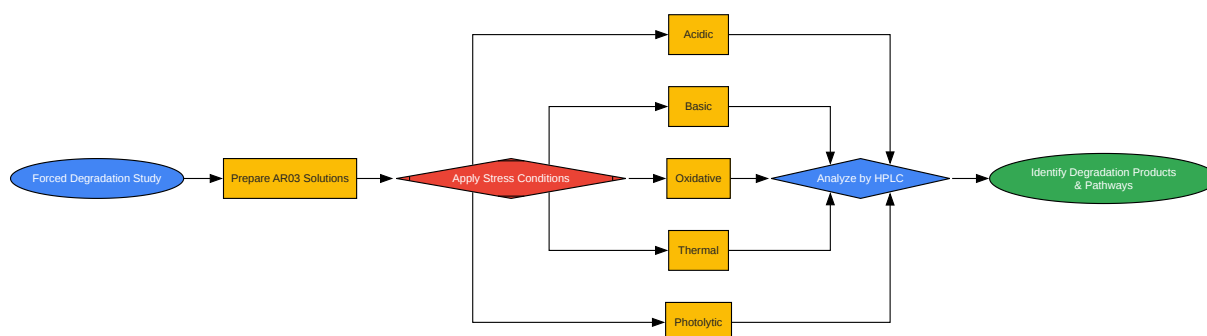 Forced Degradation Study
Prepare AR03 Solutions
Apply Stress Conditions
Acidic
Basic
Oxidative
Thermal
Photolytic
Analyze by HPLC
Identify Degradation Products
& Pathways